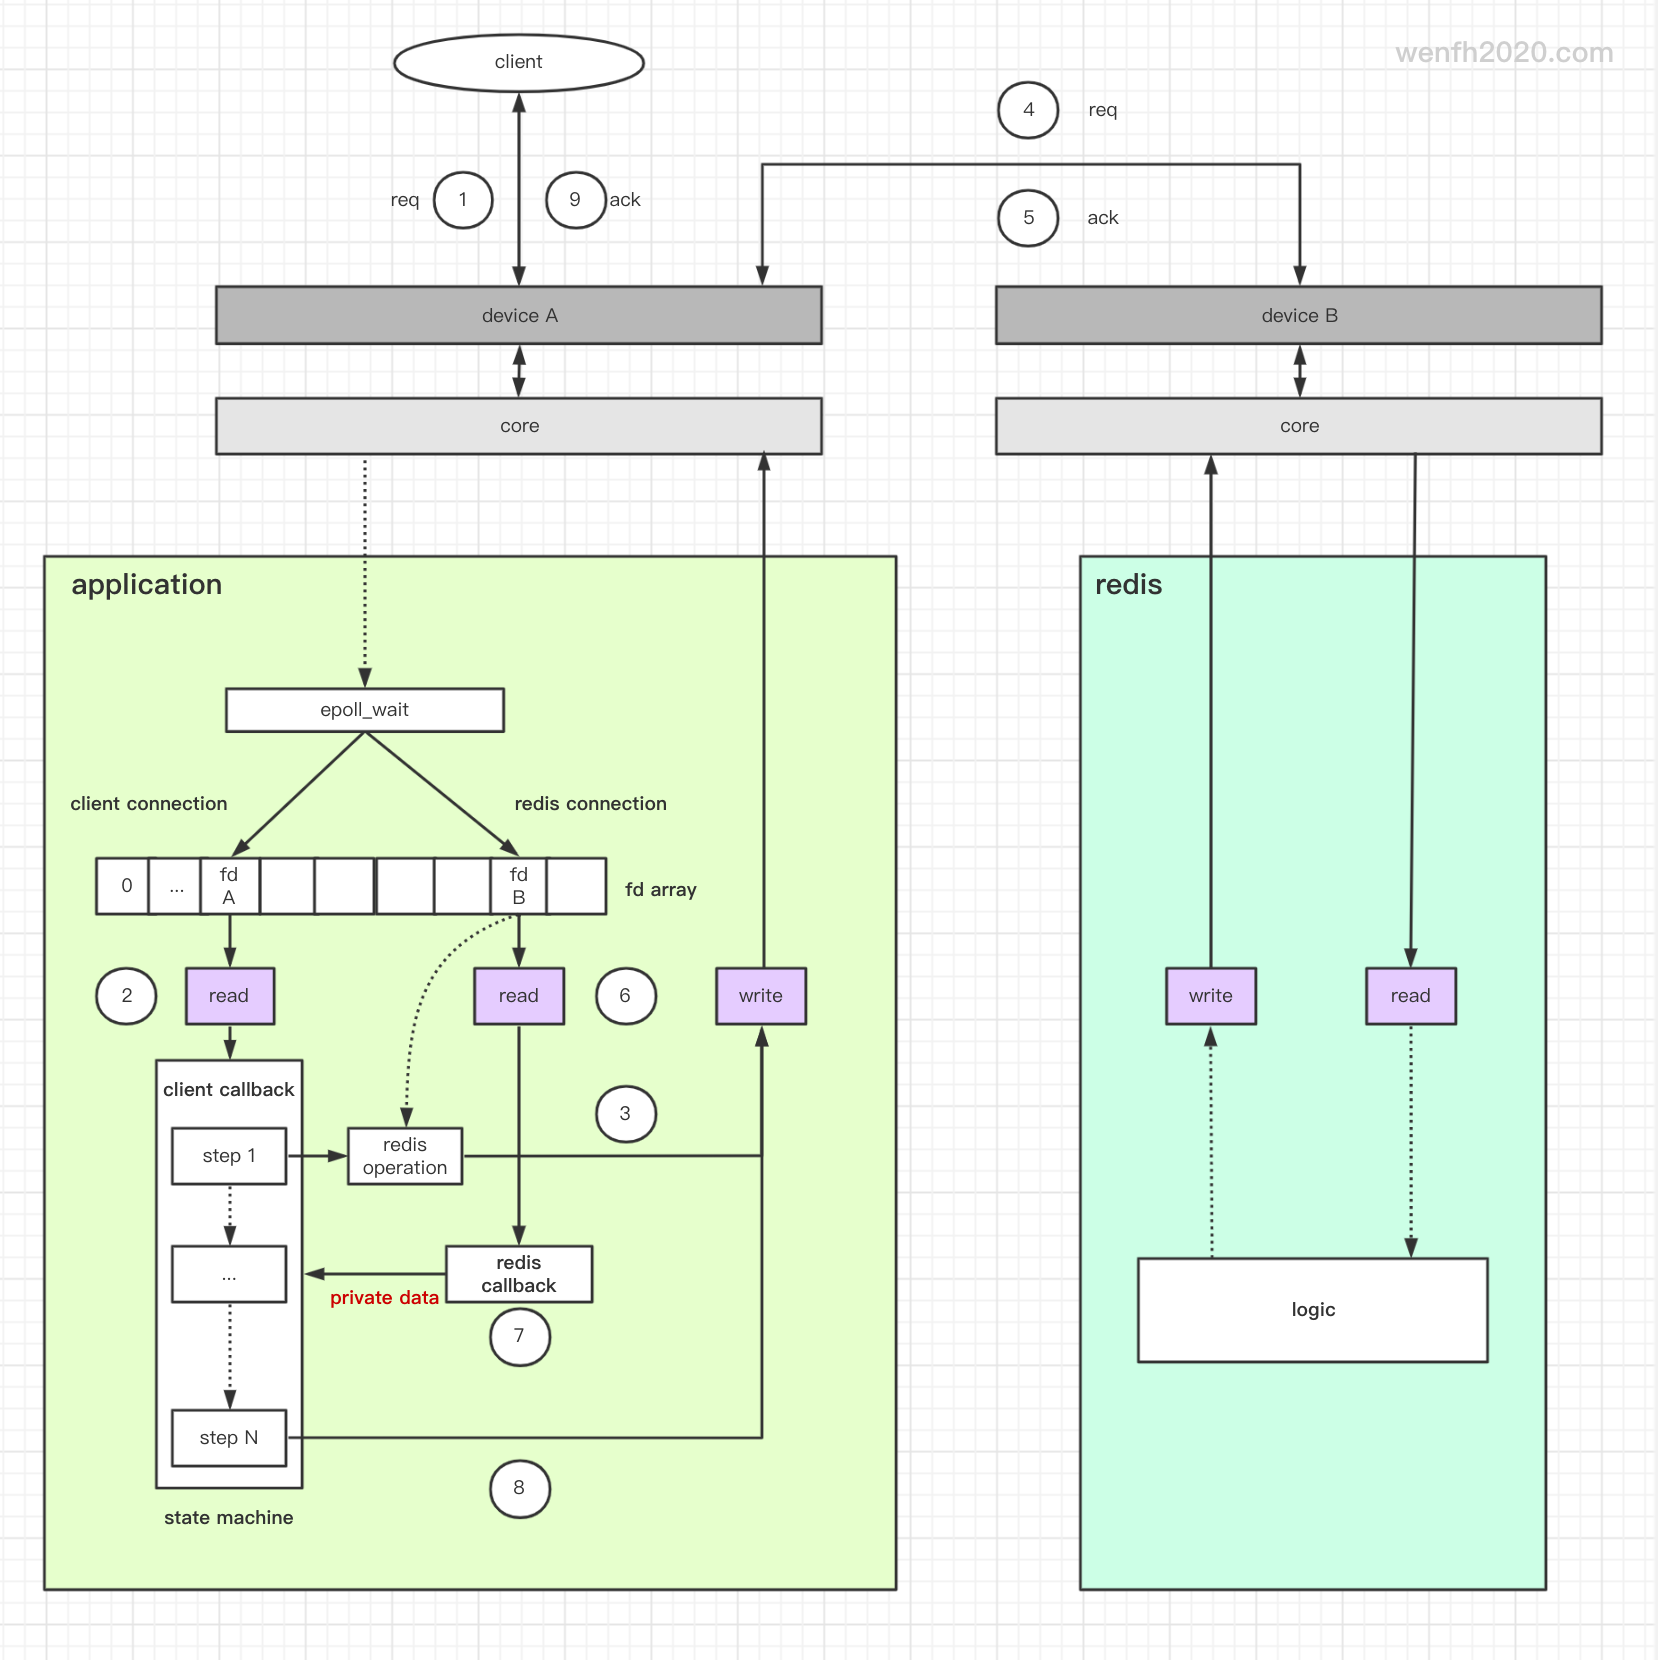 wenfh2020.com
client
4
req
req
1
9
ack
5
ack
device A
device B
core
core
application
redis
epoll_wait
client connection
redis connection
0
...
fd
A
fd
B
fd array
2
read
read
6
write
write
read
client callback
3
step 1
redis
operation
...
redis
callback
private data
logic
7
step N
8
state machine